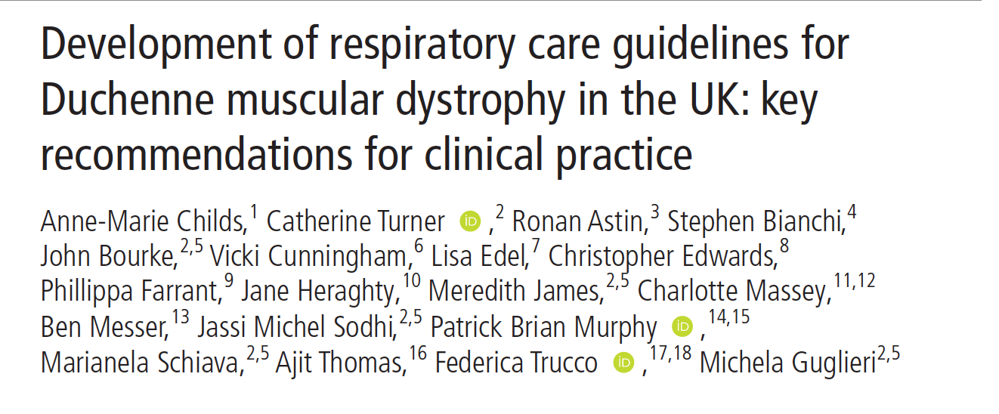 Development of respiratory care guidelines for
Duchenne muscular dystrophy in the UK: key
recommendations for clinical practice
Anne-Marie Childs,1 Catherine Turner iD ,2 Ronan Astin,3 Stephen Bianchi,4
John Bourke,2,5 Vicki Cunningham,6 Lisa Edel,7 Christopher Edwards,8
Phillippa Farrant,9 Jane Heraghty,10 Meredith James,2,5 Charlotte Massey,11,12
Ben Messer,13 Jassi Michel Sodhi,2,5 Patrick Brian Murphy iD ,14,15
Marianela Schiava,2,5 Ajit Thomas,16 Federica Trucco iD ,17,18 Michela Guglieri2,5